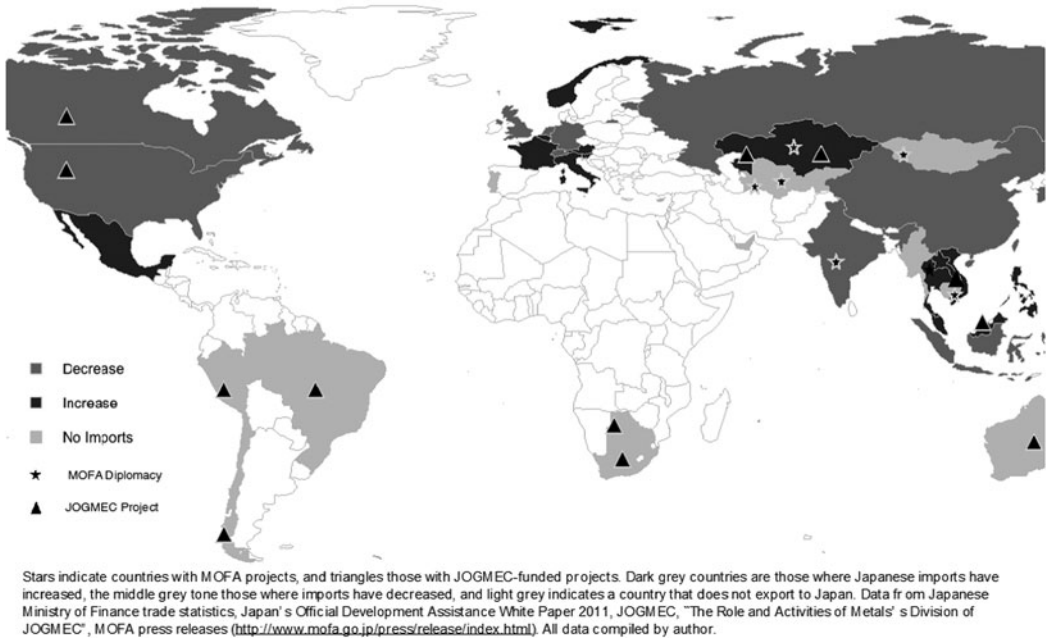 Decrease
Increase
No Imports
MOFA Diplomacy
JOGMEC Project
Stars indicate countries with MOFA projects, and triangles those with JOGMEC-funded projects. Dark grey countries are those where Japanese imports have
increased, the middle grey tone those where imports have decreased, and light grey indicates a country that does not export to Japan. Data from Japanese
Ministry of Finance trade statistics, Japan's Official Development Assistance White Paper 2011, JOGMEC, "The Role and Activities of Metals's Division of
JOGMEC", MOFA press releases (http://www.mofa.go.jp/press/release/index.html). All data compiled by author.